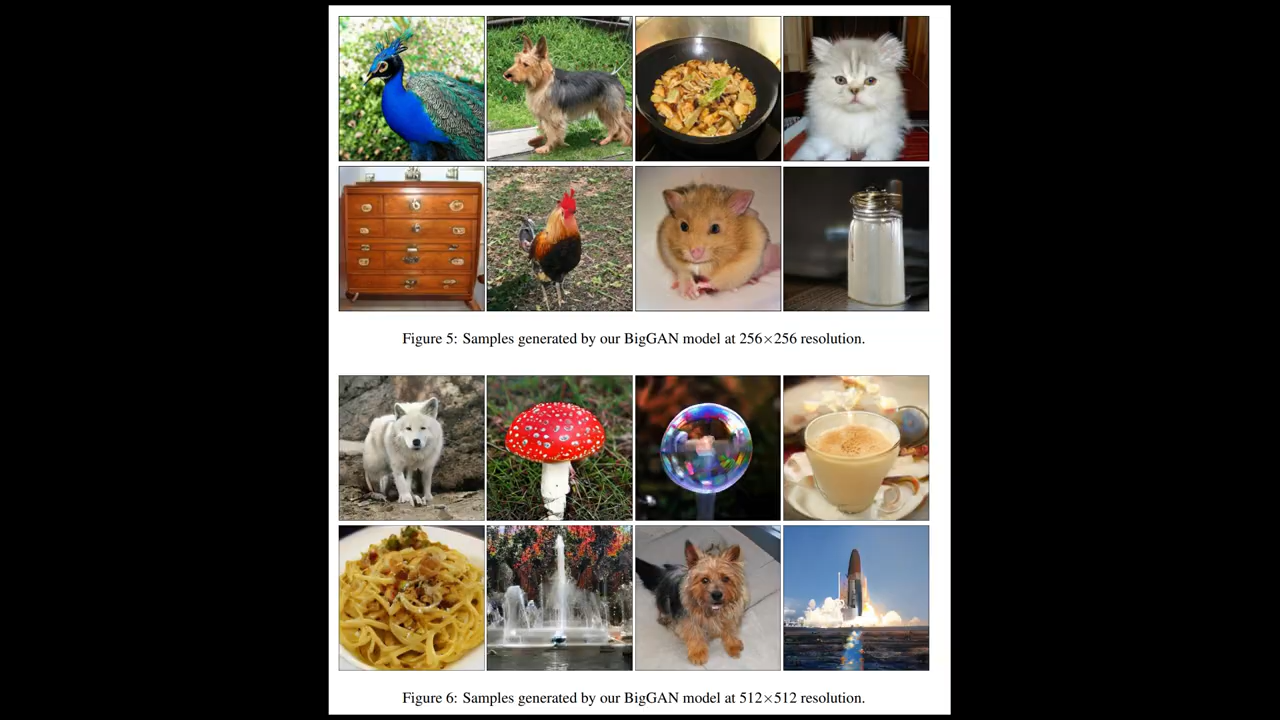 Figure 5: Samples generated by our BigGAN model at 256×256 resolution.
Figure 6: Samples generated by our BigGAN model at 512×512 resolution.